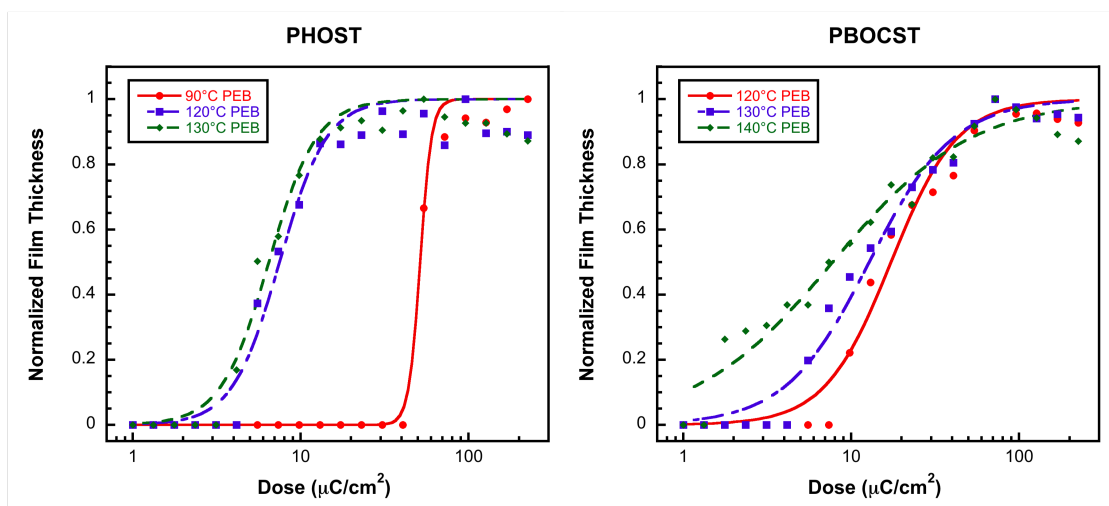 PHOST
90°C PEB
120°C PEB
130°C PEB
Normalized Film Thickness
1
0.8
0.6
0.4
0.2
0
1
10
100
Dose (μC/cm²)
PBOCST
120°C PEB
130°C PEB
140°C PEB
Normalized Film Thickness
1
0.8
0.6
0.4
0.2
0
1
10
100
Dose (μC/cm²)